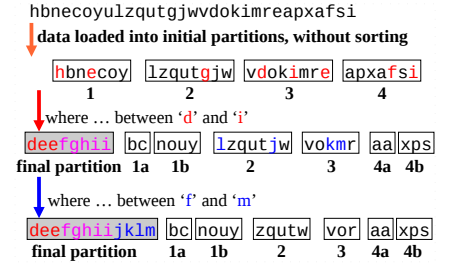 hbnecoyulzqutgjwvdokimreapxafsi
data loaded into initial partitions, without sorting
hbnecoy lzqutgjw vdokimre apxafsi
1 2 3 4
where … between ‘d’ and ‘i’
deefghii bc nouy lzqutjw vokmr aa xps
final partition 1a 1b 2 3 4a 4b
where … between ‘f’ and ‘m’
deefghiijklm bc nouy zqutw vor aa xps
final partition 1a 1b 2 3 4a 4b